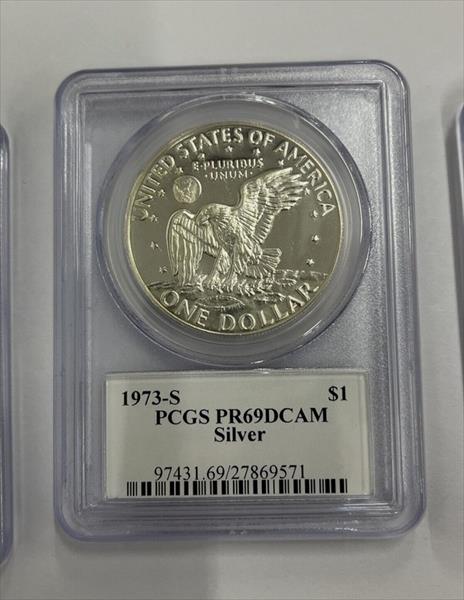 UNITED STATES OF AMERICA
E·PLURIBUS
UNUM·
ONE DOLLAR
1973-S $1
PCGS PR69DCAM
Silver
97431.69/27869571